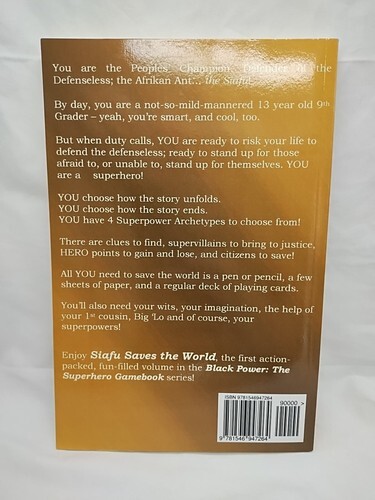 You are the Peoples Champion, Defender of the
Defenseless; the Afrikan Ant... the Siafu.
By day, you are a not-so-mild-mannered 13 year old 9th
Grader – yeah, you're smart, and cool, too.
But when duty calls, YOU are ready to risk your life to
defend the defenseless; ready to stand up for those
afraid to, or unable to, stand up for themselves. YOU
are a superhero!
YOU choose how the story unfolds.
YOU choose how the story ends.
YOU have 4 Superpower Archetypes to choose from!
There are clues to find, supervillains to bring to justice,
HERO points to gain and lose, and citizens to save!
All YOU need to save the world is a pen or pencil, a few
sheets of paper, and a regular deck of playing cards.
You'll also need your wits, your imagination, the help of
your 1st cousin, Big 'Lo and of course, your
superpowers!
Enjoy Siafu Saves the World, the first action-
packed, fun-filled volume in the Black Power: The
Superhero Gamebook series!
ISBN 9781546947264
90000 >
9 781546 947264